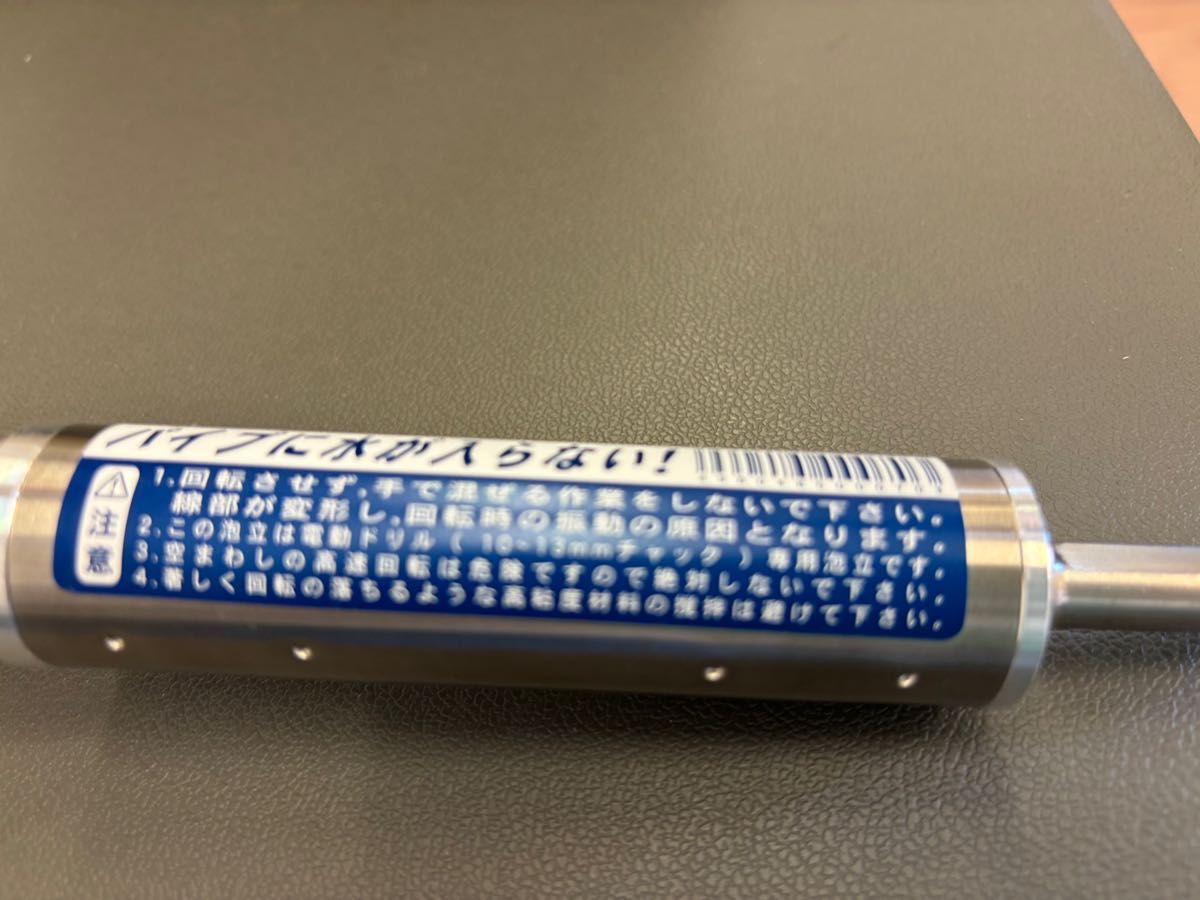 パイプに水が入らない!
⚠注意
1.回転させず,手で混ぜる作業をしないで下さい。
線部が変形し,回転時の振動の原因となります。
2.この泡立は電動ドリル(10~13mmチャック)専用泡立です。
3.空まわしの高速回転は危険ですので絶対しないで下さい。
4.著しく回転の落ちるような高粘度材料の撹拌は避けて下さい。